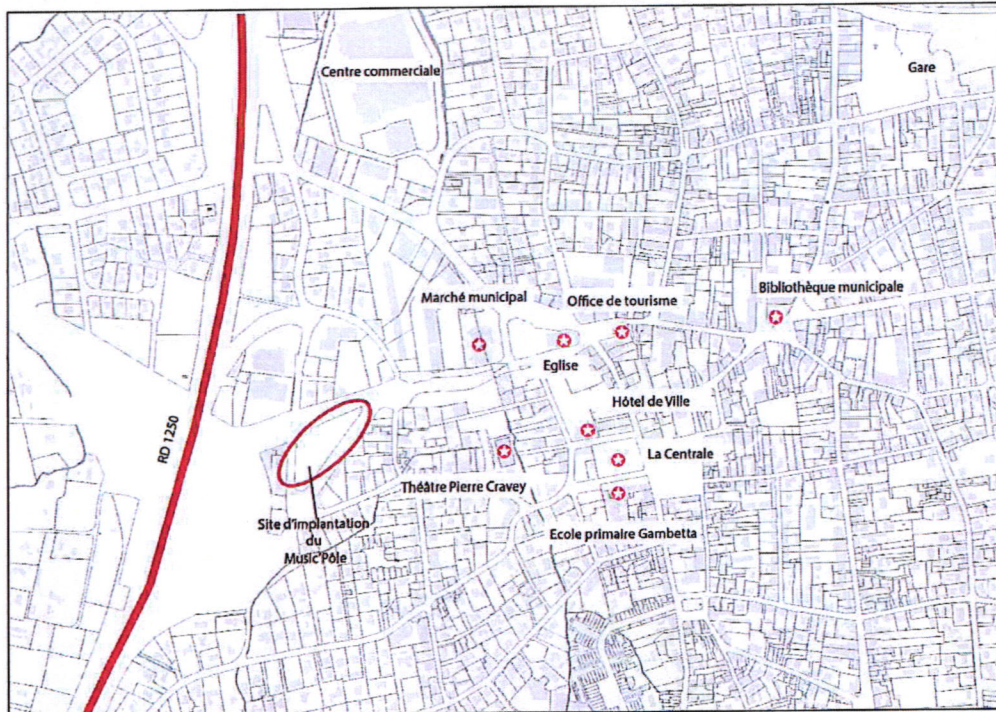 Centre commerciale
Gare
Bibliothèque municipale
Marché municipal
Office de tourisme
Eglise
Hôtel de Ville
RD 1250
La Centrale
Théâtre Pierre Cravey
Site d'implantation
du
Music'Pôle
Ecole primaire Gambetta